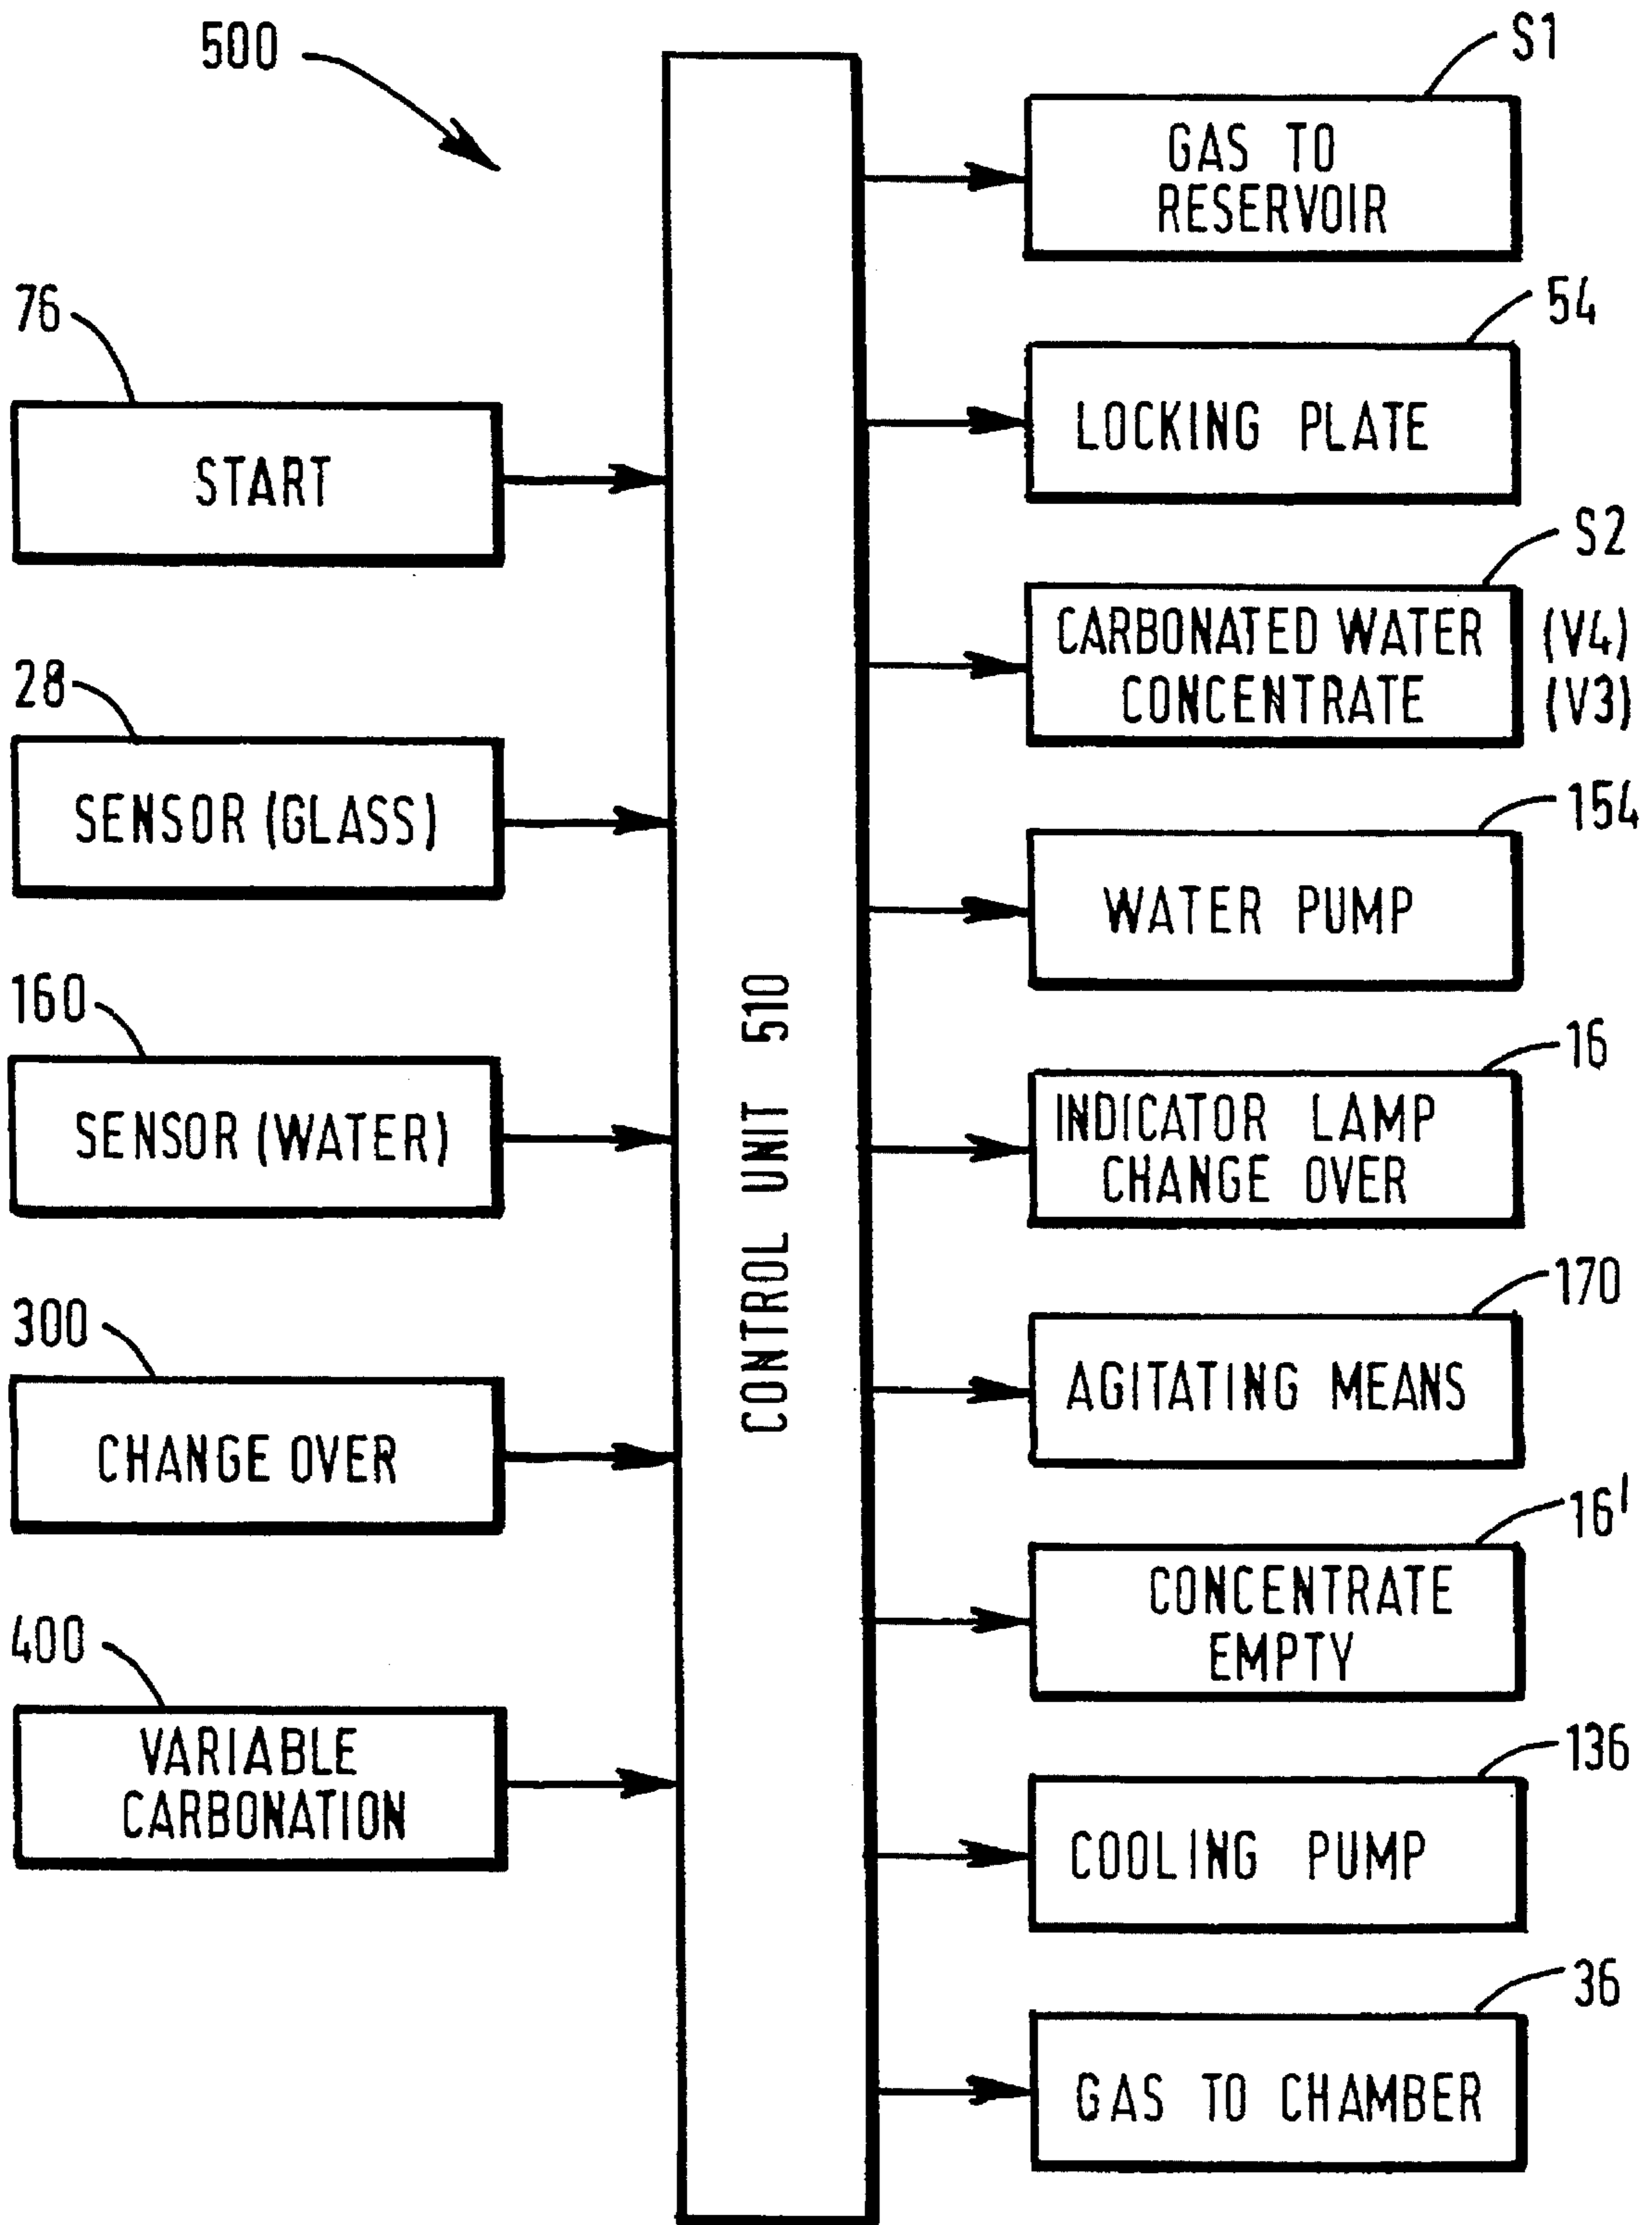 500
76
START
28
SENSOR (GLASS)
160
SENSOR (WATER)
300
CHANGE OVER
400
VARIABLE
CARBONATION
CONTROL UNIT 510
S1
GAS TO
RESERVOIR
54
LOCKING PLATE
S2
CARBONATED WATER (V4)
CONCENTRATE (V3)
154
WATER PUMP
16
INDICATOR LAMP
CHANGE OVER
170
AGITATING MEANS
16'
CONCENTRATE
EMPTY
136
COOLING PUMP
36
GAS TO CHAMBER